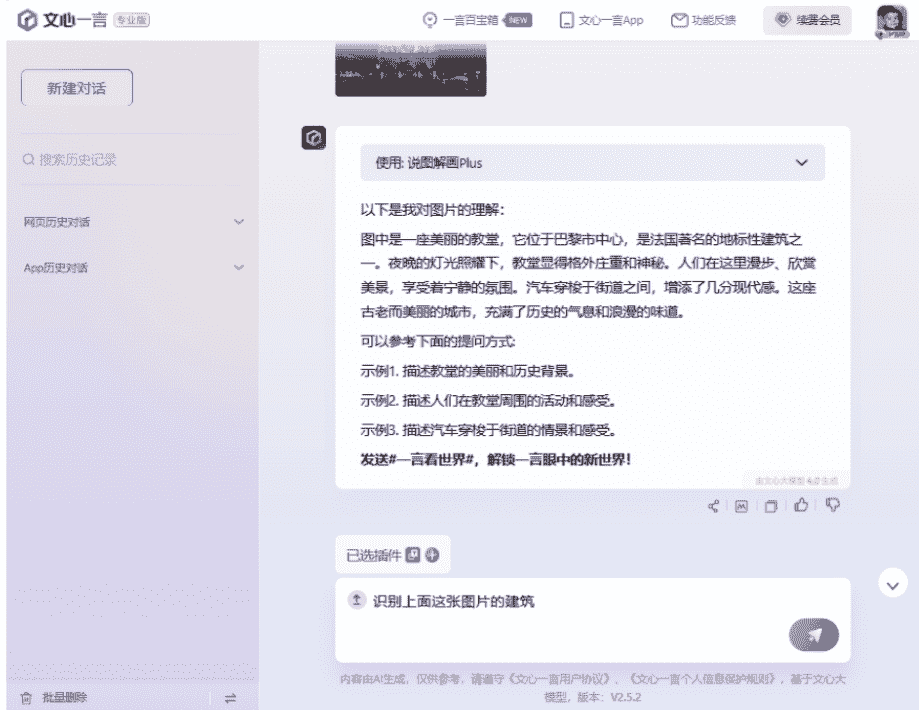 文心一言 专业版
一言百宝箱 NEW
文心一言App
功能反馈
续费会员
新建对话
搜索历史记录
网页历史对话
App历史对话
使用: 说图解画Plus
以下是我对图片的理解：
图中是一座美丽的教堂，它位于巴黎市中心，是法国著名的地标性建筑之
一。夜晚的灯光照耀下，教堂显得格外庄重和神秘。人们在这里漫步、欣赏
美景，享受着宁静的氛围。汽车穿梭于街道之间，增添了几分现代感。这座
古老而美丽的城市，充满了历史的气息和浪漫的味道。
可以参考下面的提问方式:
示例1. 描述教堂的美丽和历史背景。
示例2. 描述人们在教堂周围的活动和感受。
示例3. 描述汽车穿梭于街道的情景和感受。
发送#一言看世界#，解锁一言眼中的新世界！
由文心大模型 4.0 生成
已选插件
识别上面这张图片的建筑
内容由AI生成，仅供参考，请遵守《文心一言用户协议》、《文心一言个人信息保护规则》，基于文心大
模型，版本：V2.5.2
批量删除